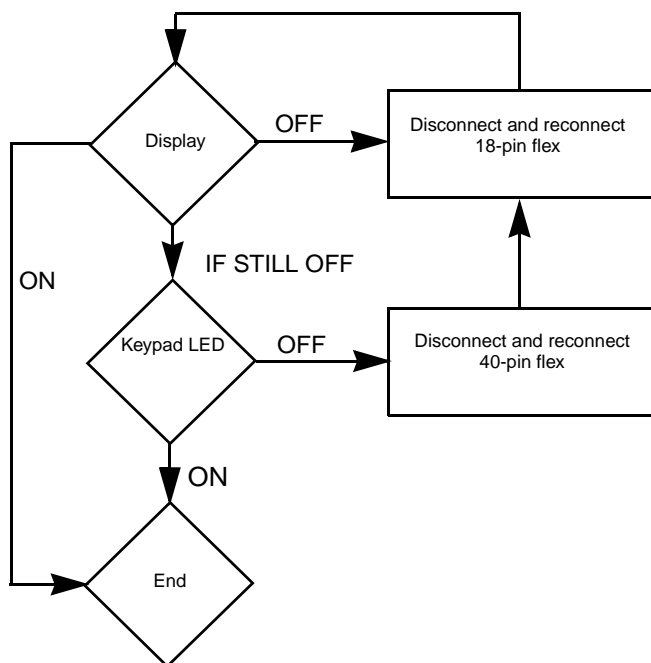 Display
OFF
Disconnect and reconnect
18-pin flex
ON
IF STILL OFF
Keypad LED
OFF
Disconnect and reconnect
40-pin flex
ON
End